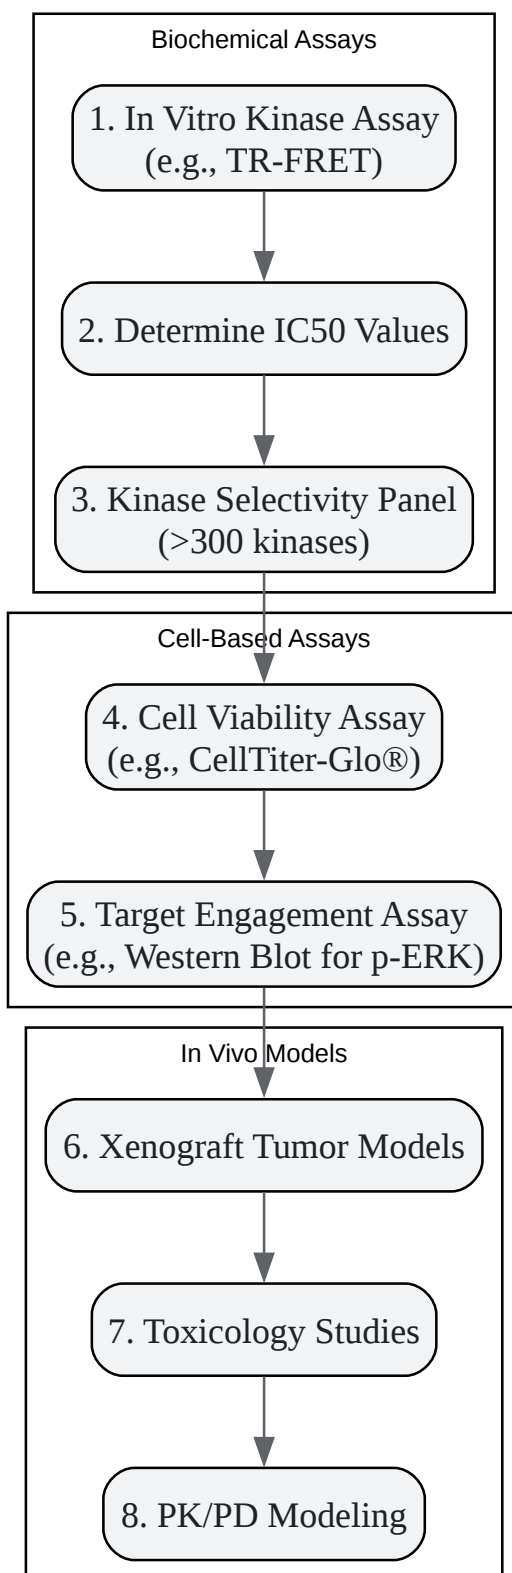 Biochemical Assays
1. In Vitro Kinase Assay
(e.g., TR-FRET)
2. Determine IC50 Values
3. Kinase Selectivity Panel
(>300 kinases)
Cell-Based Assays
4. Cell Viability Assay
(e.g., CellTiter-Glo®)
5. Target Engagement Assay
(e.g., Western Blot for p-ERK)
In Vivo Models
6. Xenograft Tumor Models
7. Toxicology Studies
8. PK/PD Modeling